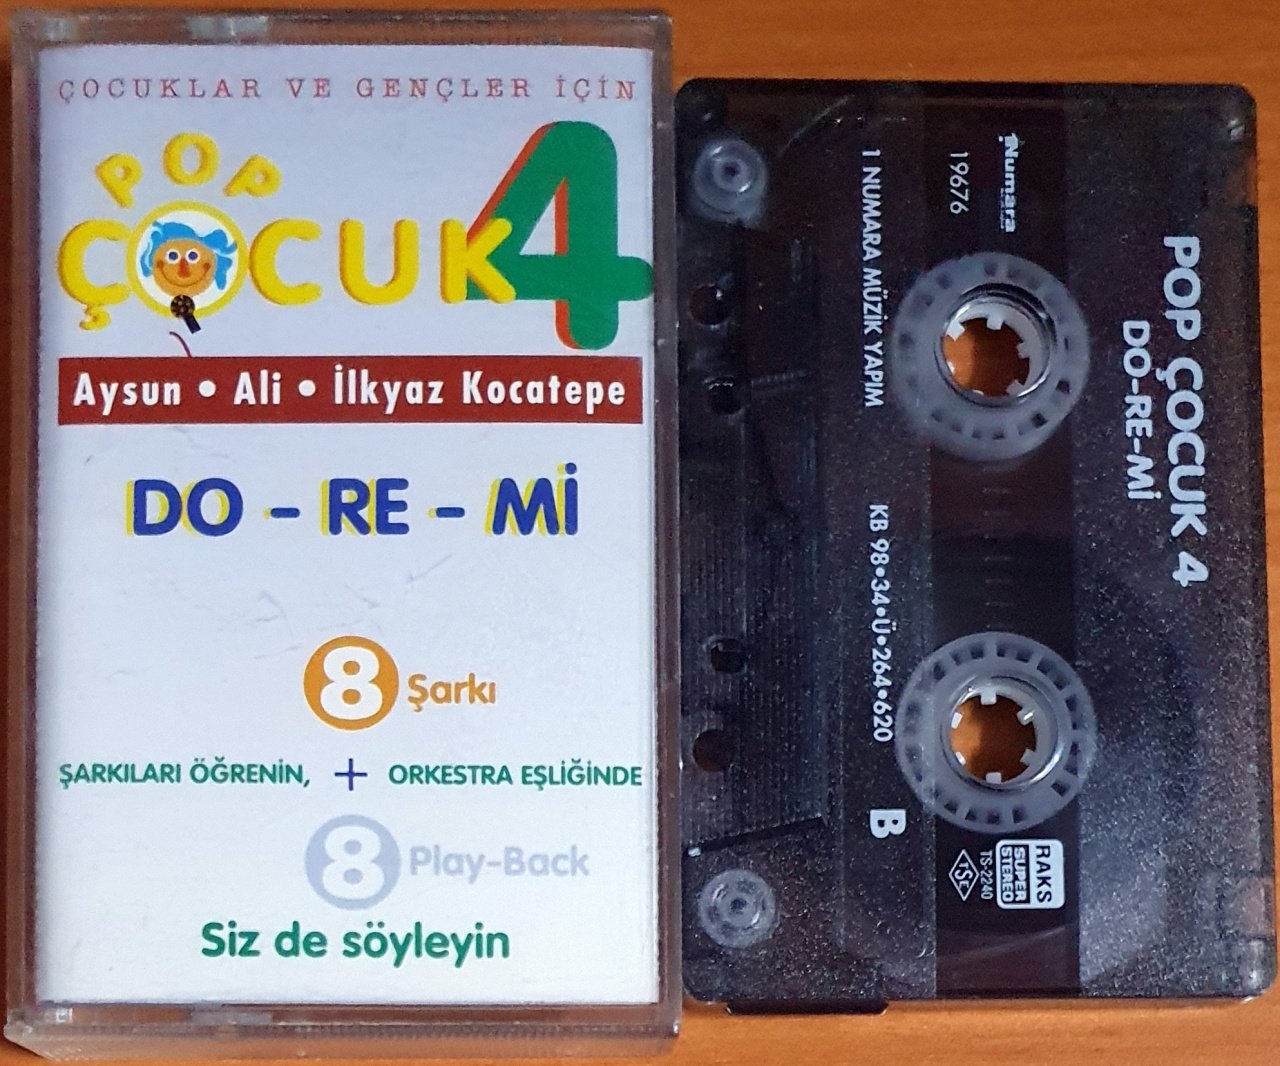 ÇOCUKLAR VE GENÇLER İÇİN
POP
ÇOCUK 4
Aysun • Ali • İlkyaz Kocatepe
DO - RE - Mİ
8 Şarkı
ŞARKILARI ÖĞRENİN, + ORKESTRA EŞLİĞİNDE
8 Play-Back
Siz de söyleyin
POP ÇOCUK 4
DO-RE-Mİ
1 Numara
19676
1 NUMARA MÜZİK YAPIM
KB 98•34•Ü•264•620
B
RAKS
SUPER
STEREO
TS-2240
TSE